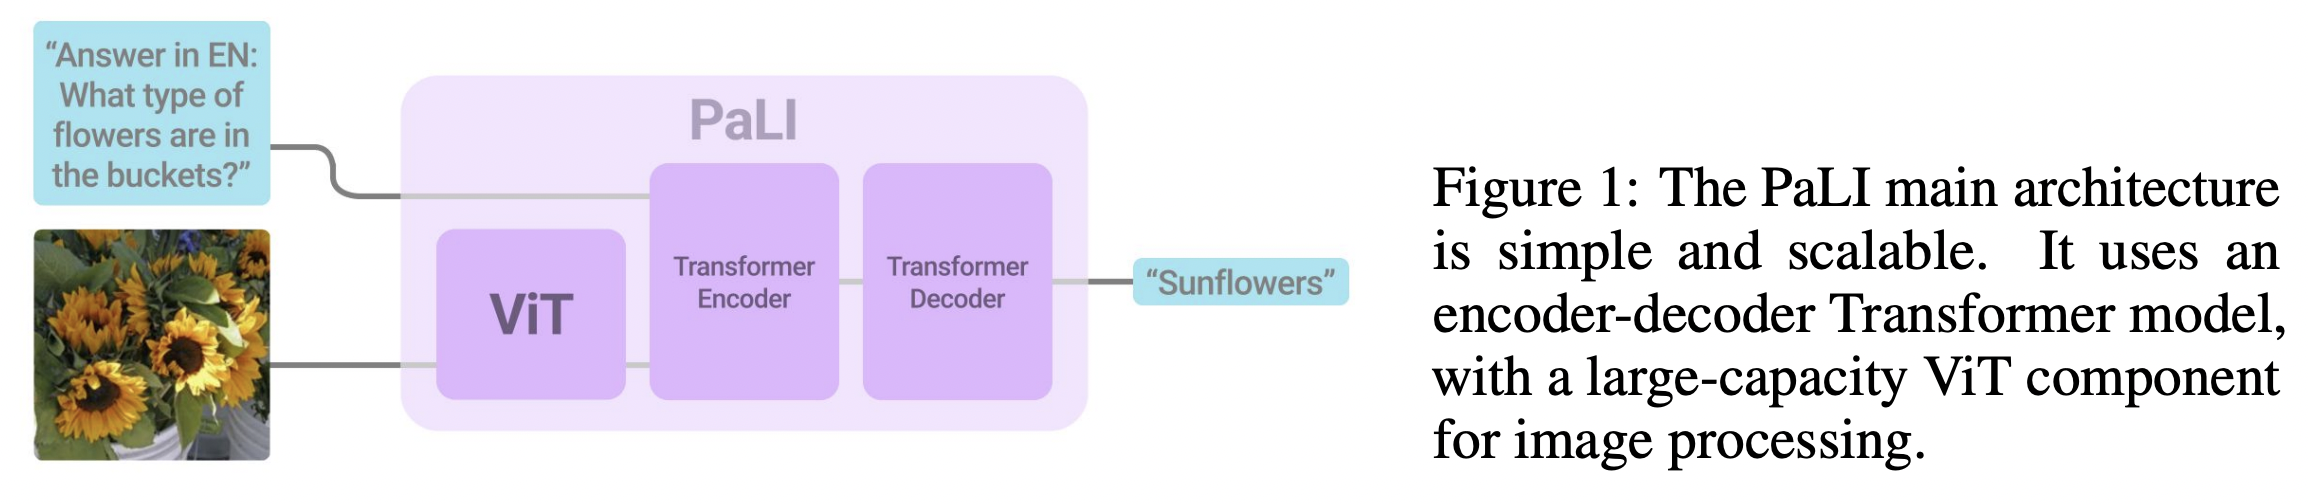 “Answer in EN:
What type of
flowers are in
the buckets?”
PaLI
ViT
Transformer
Encoder
Transformer
Decoder
“Sunflowers”
Figure 1: The PaLI main architecture
is simple and scalable. It uses an
encoder-decoder Transformer model,
with a large-capacity ViT component
for image processing.